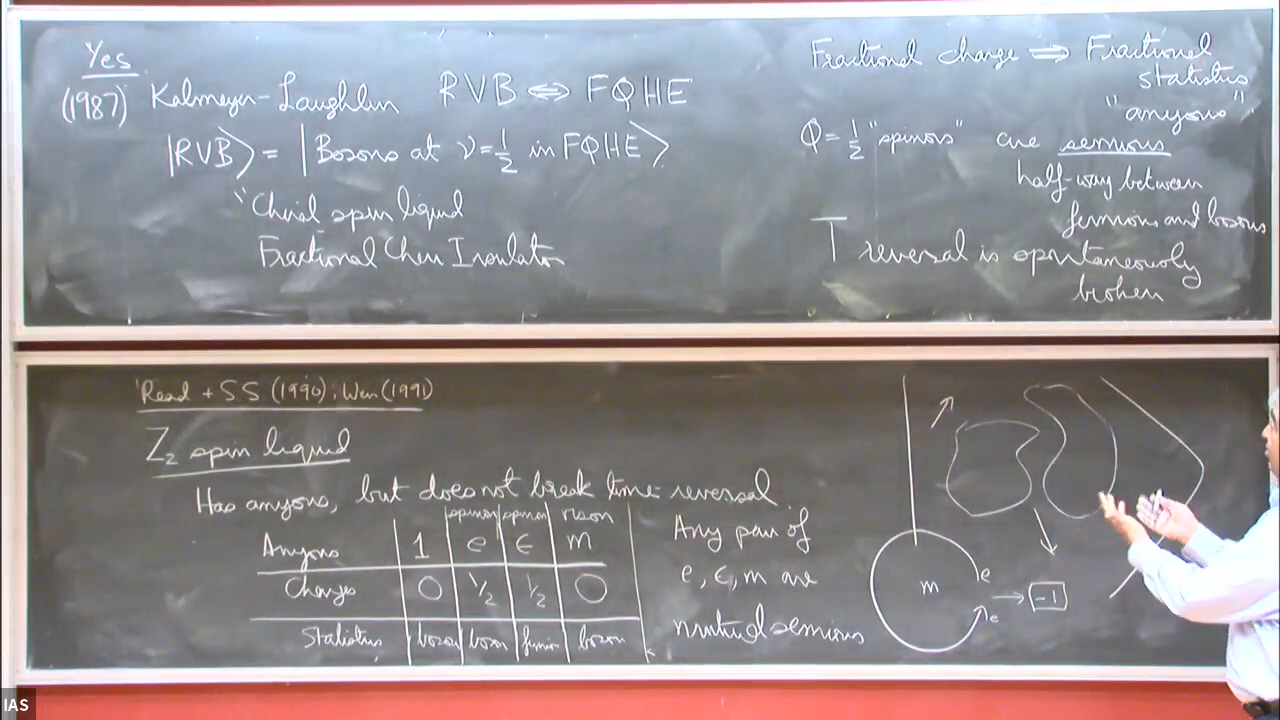 Yes
(1987) Kalmeyer-Laughlin RVB ⟺ FQHE
|RVB⟩ = |Bosons at ν=1/2 in FQHE⟩
"Chiral spin liquid
Fractional Chern Insulator
Fractional charge ⟹ Fractional
statistics
"anyons"
Q=1/2 "spinons" are semions
half-way between
fermions and bosons
T reversal is spontaneously
broken
Read + SS (1990); Wen (1991)
Z₂ spin liquid
Has anyons, but does not break time-reversal
spinon spinon vison
Anyons 1 e ϵ m
Charges 0 1/2 1/2 0
Statistics boson boson fermion boson
Any pair of
e, ϵ, m are
mutual semions
m e
e → -1
IAS